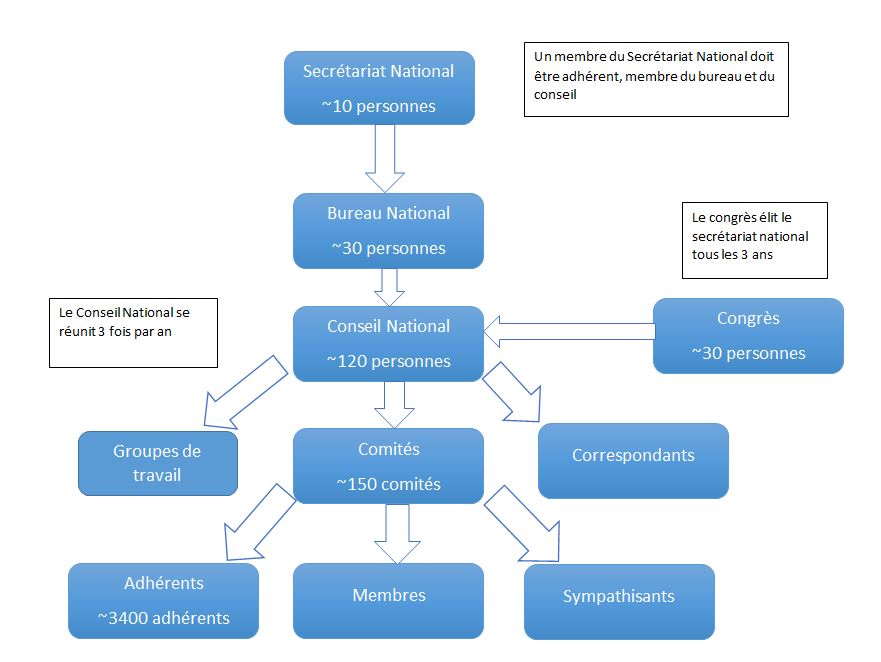 Secrétariat National
~10 personnes
Un membre du Secrétariat National doit
être adhérent, membre du bureau et du
conseil
Bureau National
~30 personnes
Le congrès élit le
secrétariat national
tous les 3 ans
Le Conseil National se
réunit 3 fois par an
Conseil National
~120 personnes
Congrès
~30 personnes
Groupes de
travail
Comités
~150 comités
Correspondants
Adhérents
~3400 adhérents
Membres
Sympathisants